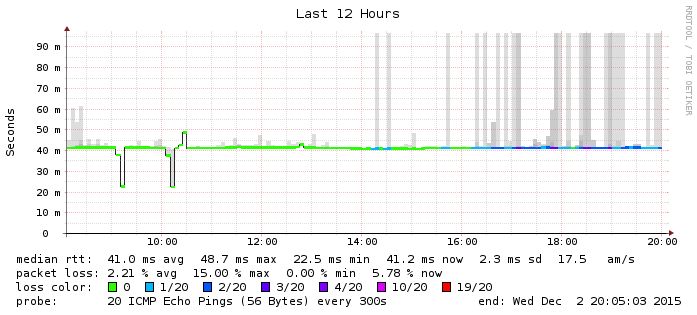 Last 12 Hours
RRDTOOL / TOBI OETIKER
Seconds
90 m
80 m
70 m
60 m
50 m
40 m
30 m
20 m
10 m
0
10:00 12:00 14:00 16:00 18:00 20:00
median rtt: 41.0 ms avg 48.7 ms max 22.5 ms min 41.2 ms now 2.3 ms sd 17.5 am/s
packet loss: 2.21 % avg 15.00 % max 0.00 % min 5.78 % now
loss color: 0 1/20 2/20 3/20 4/20 10/20 19/20
probe: 20 ICMP Echo Pings (56 Bytes) every 300s end: Wed Dec 2 20:05:03 2015